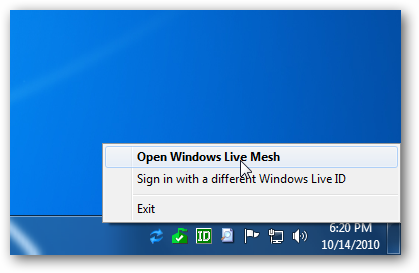 Open Windows Live Mesh
Sign in with a different Windows Live ID
Exit
ID
6:20 PM
10/14/2010